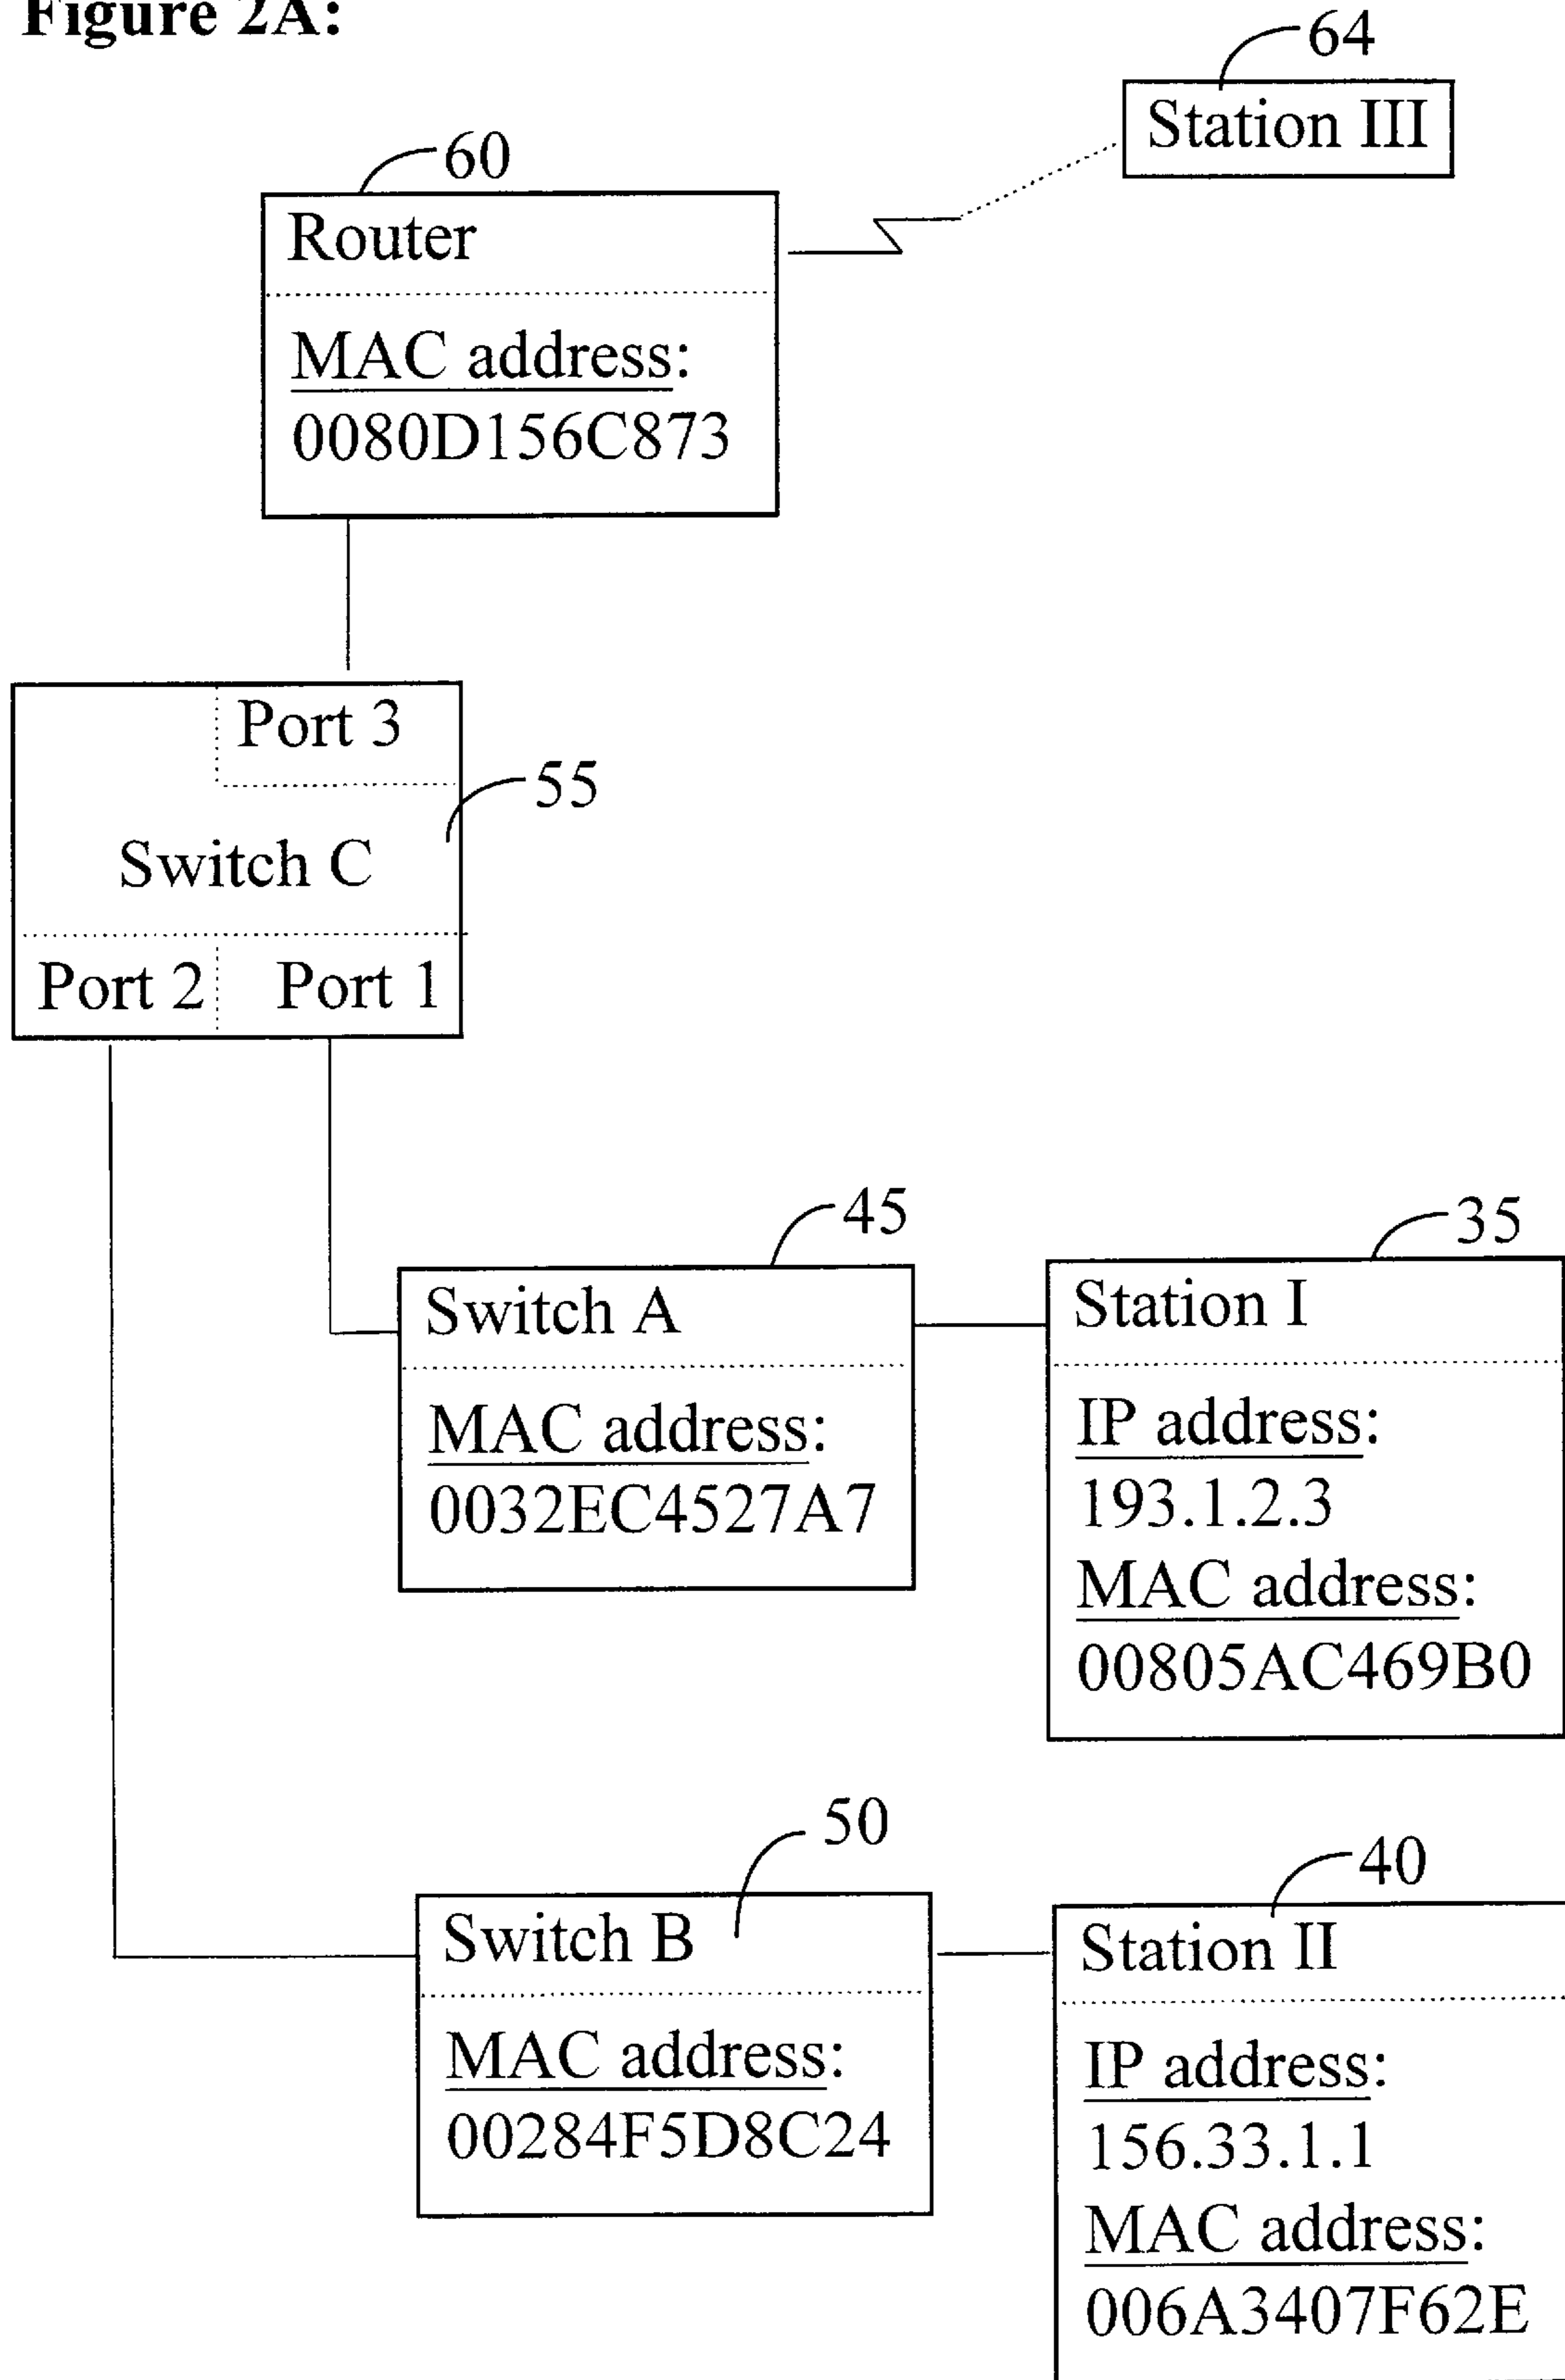 Figure 2A:
64
Station III
60
Router
MAC address:
0080D156C873
Port 3
55
Switch C
Port 2
Port 1
45
Switch A
MAC address:
0032EC4527A7
35
Station I
IP address:
193.1.2.3
MAC address:
00805AC469B0
50
Switch B
MAC address:
00284F5D8C24
40
Station II
IP address:
156.33.1.1
MAC address:
006A3407F62E